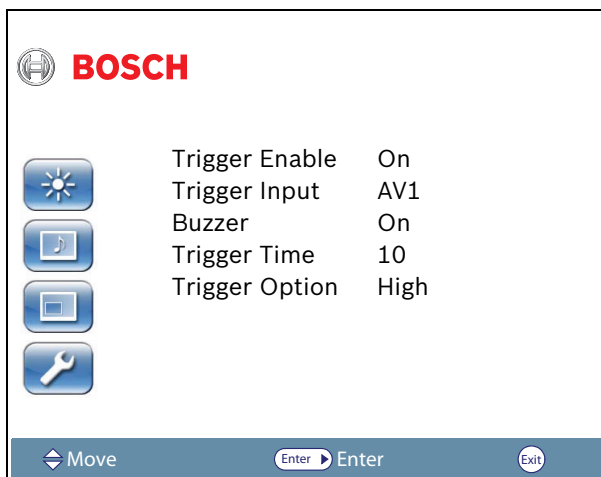 BOSCH
Trigger Enable On
Trigger Input AV1
Buzzer On
Trigger Time 10
Trigger Option High
Move Enter Enter Exit